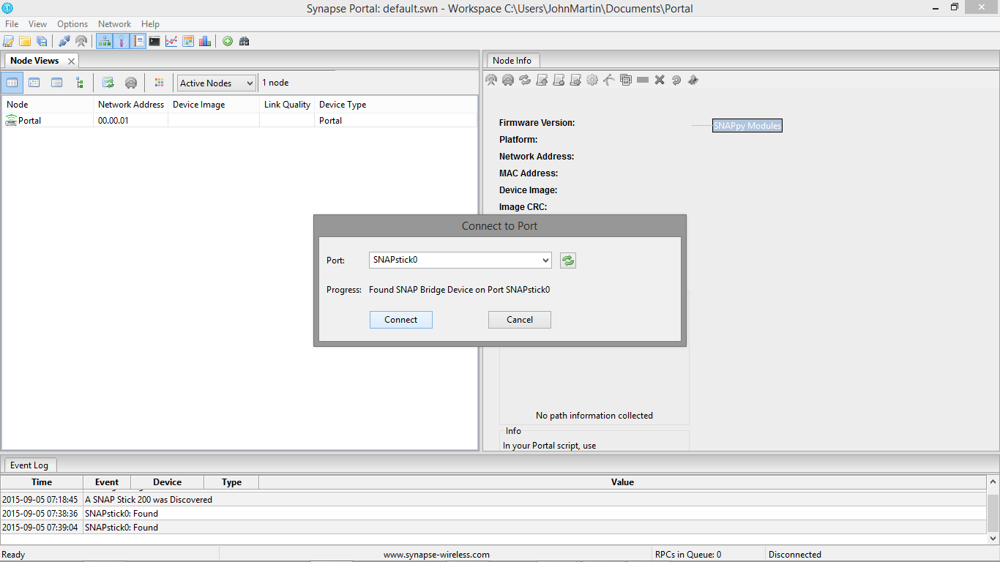 Synapse Portal: default.swn - Workspace C:\Users\JohnMartin\Documents\Portal
File View Options Network Help
Node Views
Active Nodes 1 node
Node Network Address Device Image Link Quality Device Type
Portal 00.00.01 Portal
Node Info
Firmware Version:
Platform:
Network Address:
MAC Address:
Device Image:
Image CRC:
SNAPpy Modules
Connect to Port
Port: SNAPstick0
Progress: Found SNAP Bridge Device on Port SNAPstick0
Connect Cancel
No path information collected
Info
In your Portal script, use
Event Log
Time Event Device Type Value
2015-09-05 07:18:45 A SNAP Stick 200 was Discovered
2015-09-05 07:38:36 SNAPstick0: Found
2015-09-05 07:39:04 SNAPstick0: Found
Ready www.synapse-wireless.com RPCs in Queue: 0 Disconnected